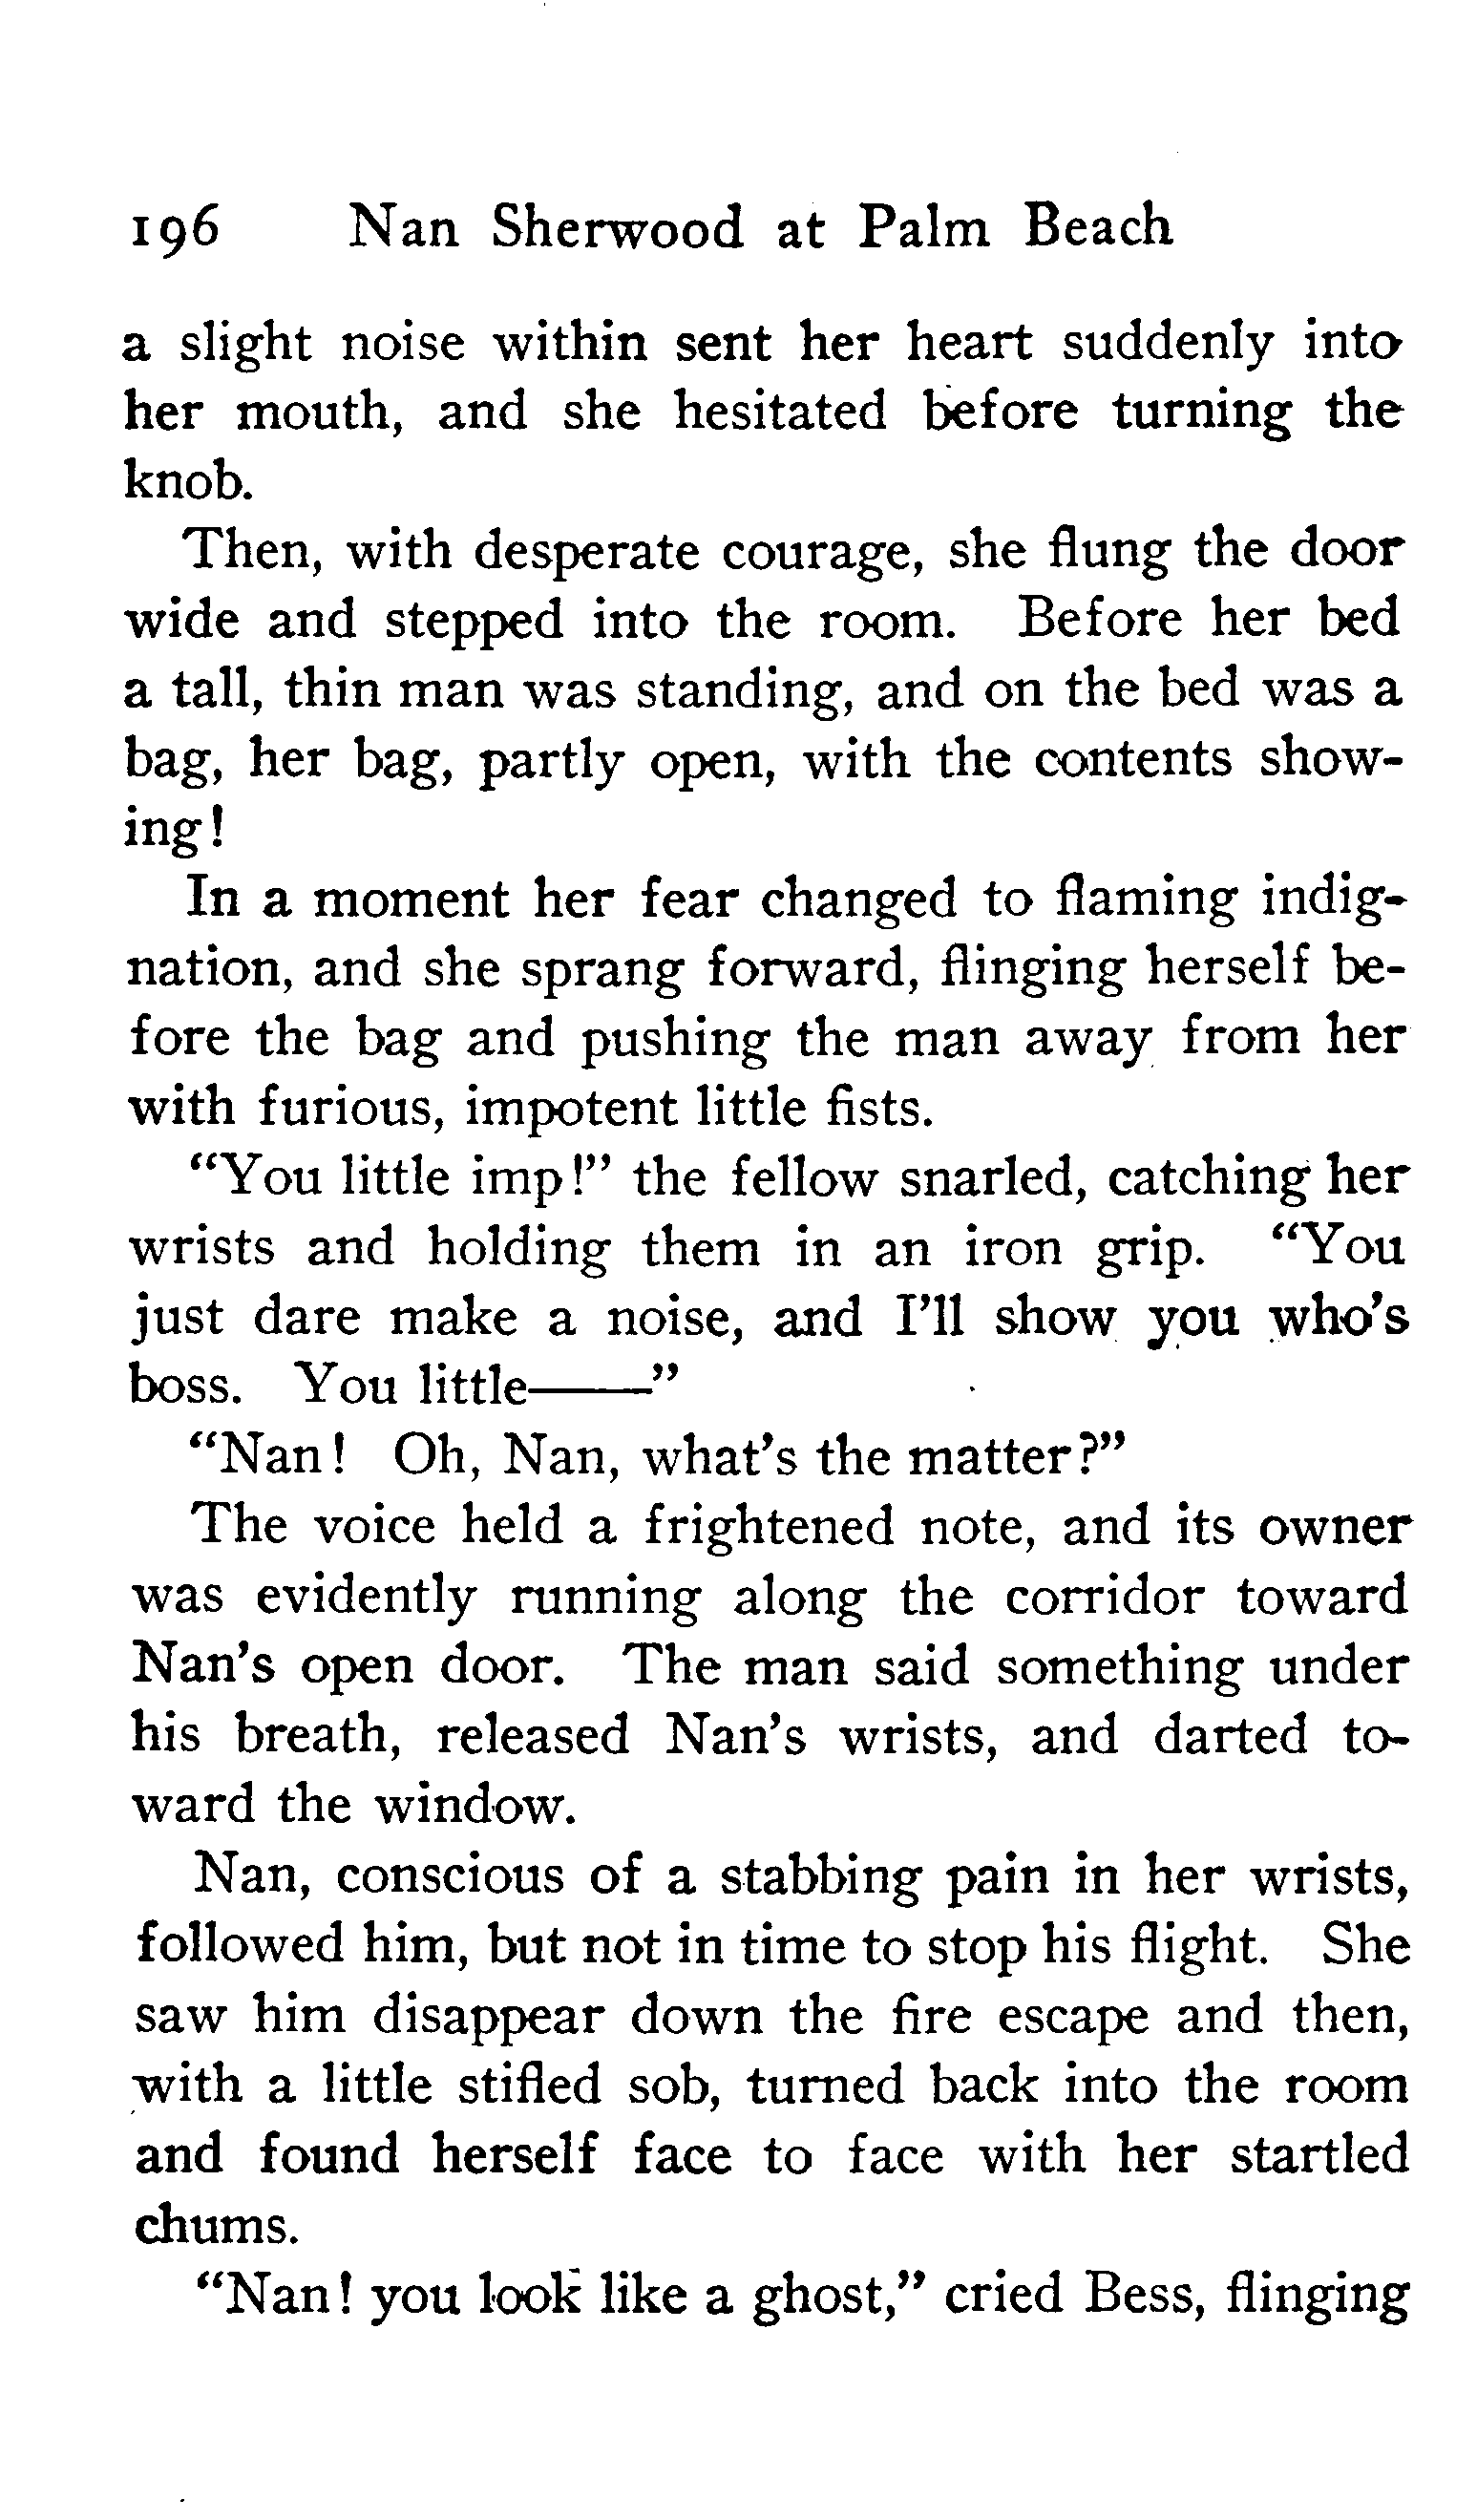 196 Nan Sherwood at Palm Beach
a slight noise within sent her heart suddenly into
her mouth, and she hesitated before turning the
knob.
Then, with desperate courage, she flung the door
wide and stepped into the room. Before her bed
a tall, thin man was standing, and on the bed was a
bag, her bag, partly open, with the contents show-
ing!
In a moment her fear changed to flaming indig-
nation, and she sprang forward, flinging herself be-
fore the bag and pushing the man away from her
with furious, impotent little fists.
"You little imp!" the fellow snarled, catching her
wrists and holding them in an iron grip. "You
just dare make a noise, and I'll show you who's
boss. You little——"
"Nan! Oh, Nan, what's the matter?"
The voice held a frightened note, and its owner
was evidently running along the corridor toward
Nan's open door. The man said something under
his breath, released Nan's wrists, and darted to-
ward the window.
Nan, conscious of a stabbing pain in her wrists,
followed him, but not in time to stop his flight. She
saw him disappear down the fire escape and then,
with a little stifled sob, turned back into the room
and found herself face to face with her startled
chums.
"Nan! you look like a ghost," cried Bess, flinging